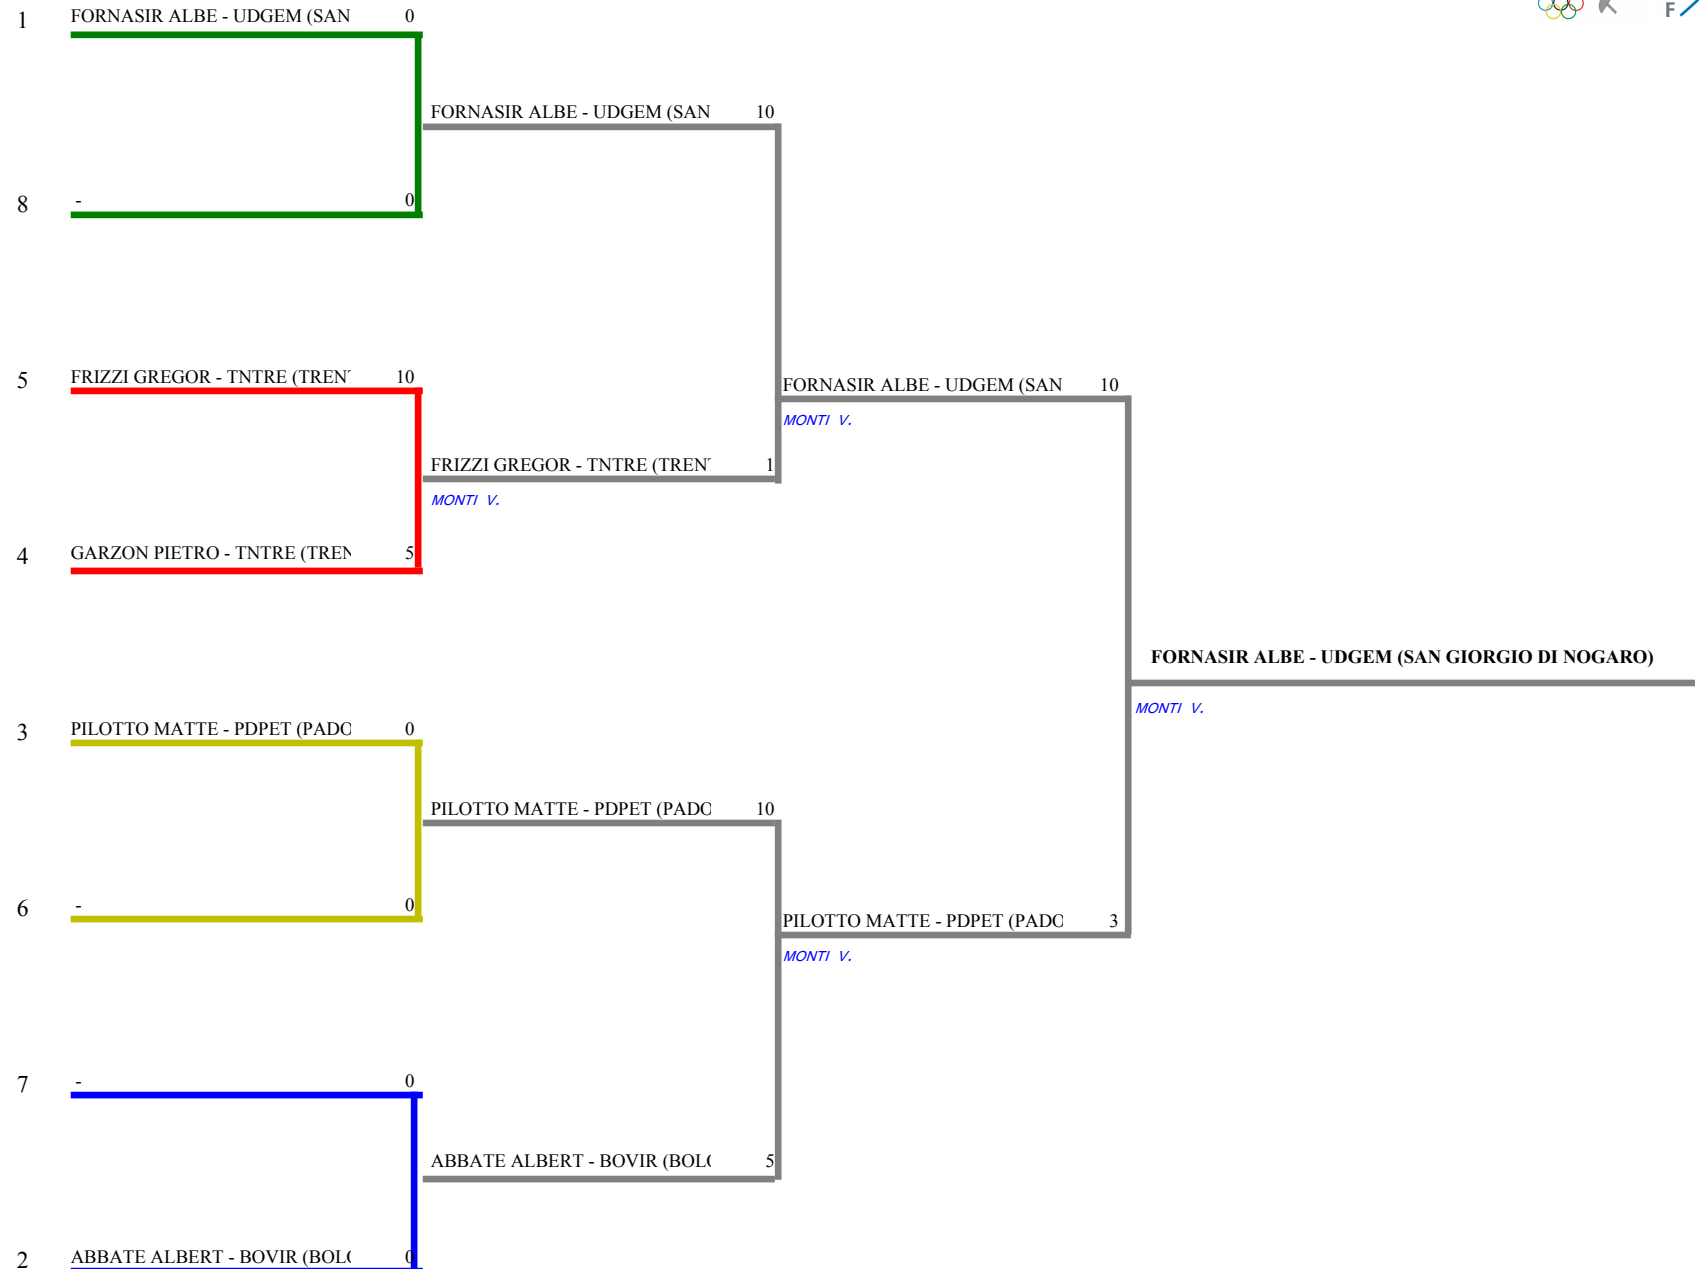 F
1 FORNASIR ALBE - UDGEM (SAN 0
FORNASIR ALBE - UDGEM (SAN 10
8 - 0
5 FRIZZI GREGOR - TNTRE (TREN 10
FORNASIR ALBE - UDGEM (SAN 10
MONTI V.
FRIZZI GREGOR - TNTRE (TREN 1
MONTI V.
4 GARZON PIETRO - TNTRE (TREN 5
FORNASIR ALBE - UDGEM (SAN GIORGIO DI NOGARO)
MONTI V.
3 PILOTTO MATTE - PDPET (PADO 0
PILOTTO MATTE - PDPET (PADO 10
6 - 0
PILOTTO MATTE - PDPET (PADO 3
MONTI V.
7 - 0
ABBATE ALBERT - BOVIR (BOL 5
2 ABBATE ALBERT - BOVIR (BOL 0